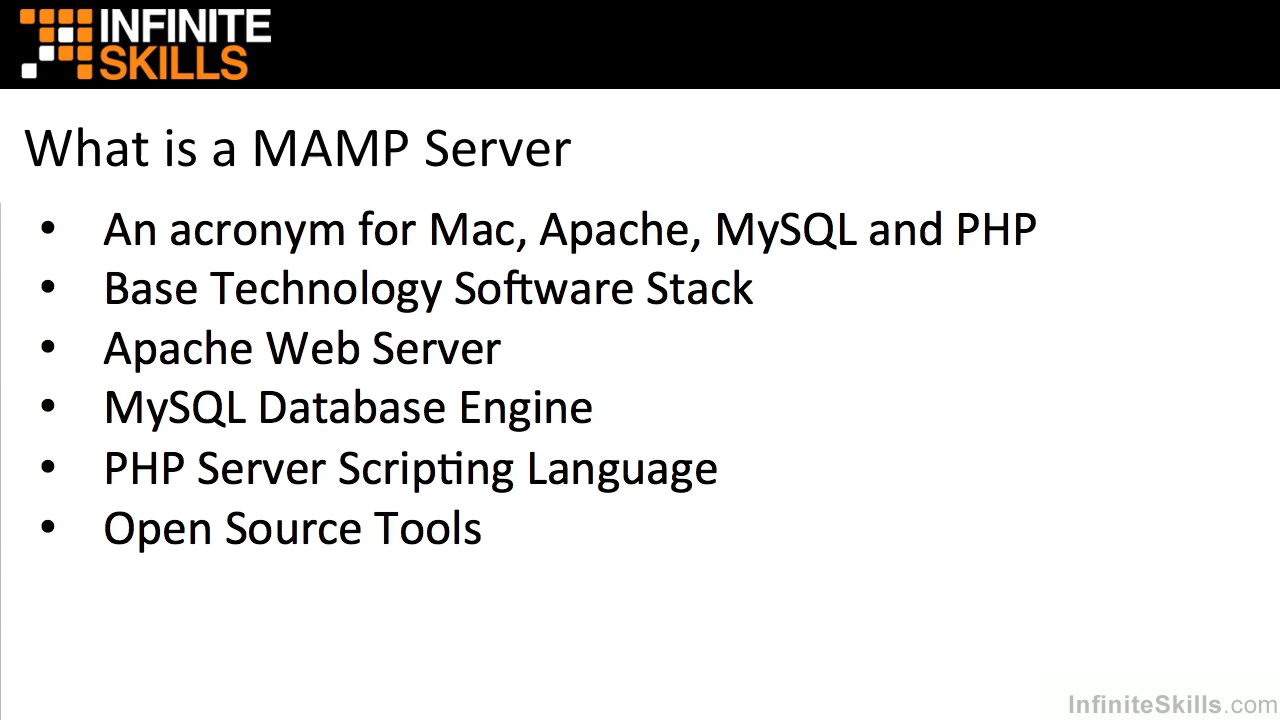 INFINITE
SKILLS
What is a MAMP Server
• An acronym for Mac, Apache, MySQL and PHP
• Base Technology Software Stack
• Apache Web Server
• MySQL Database Engine
• PHP Server Scripting Language
• Open Source Tools
InfiniteSkills.com